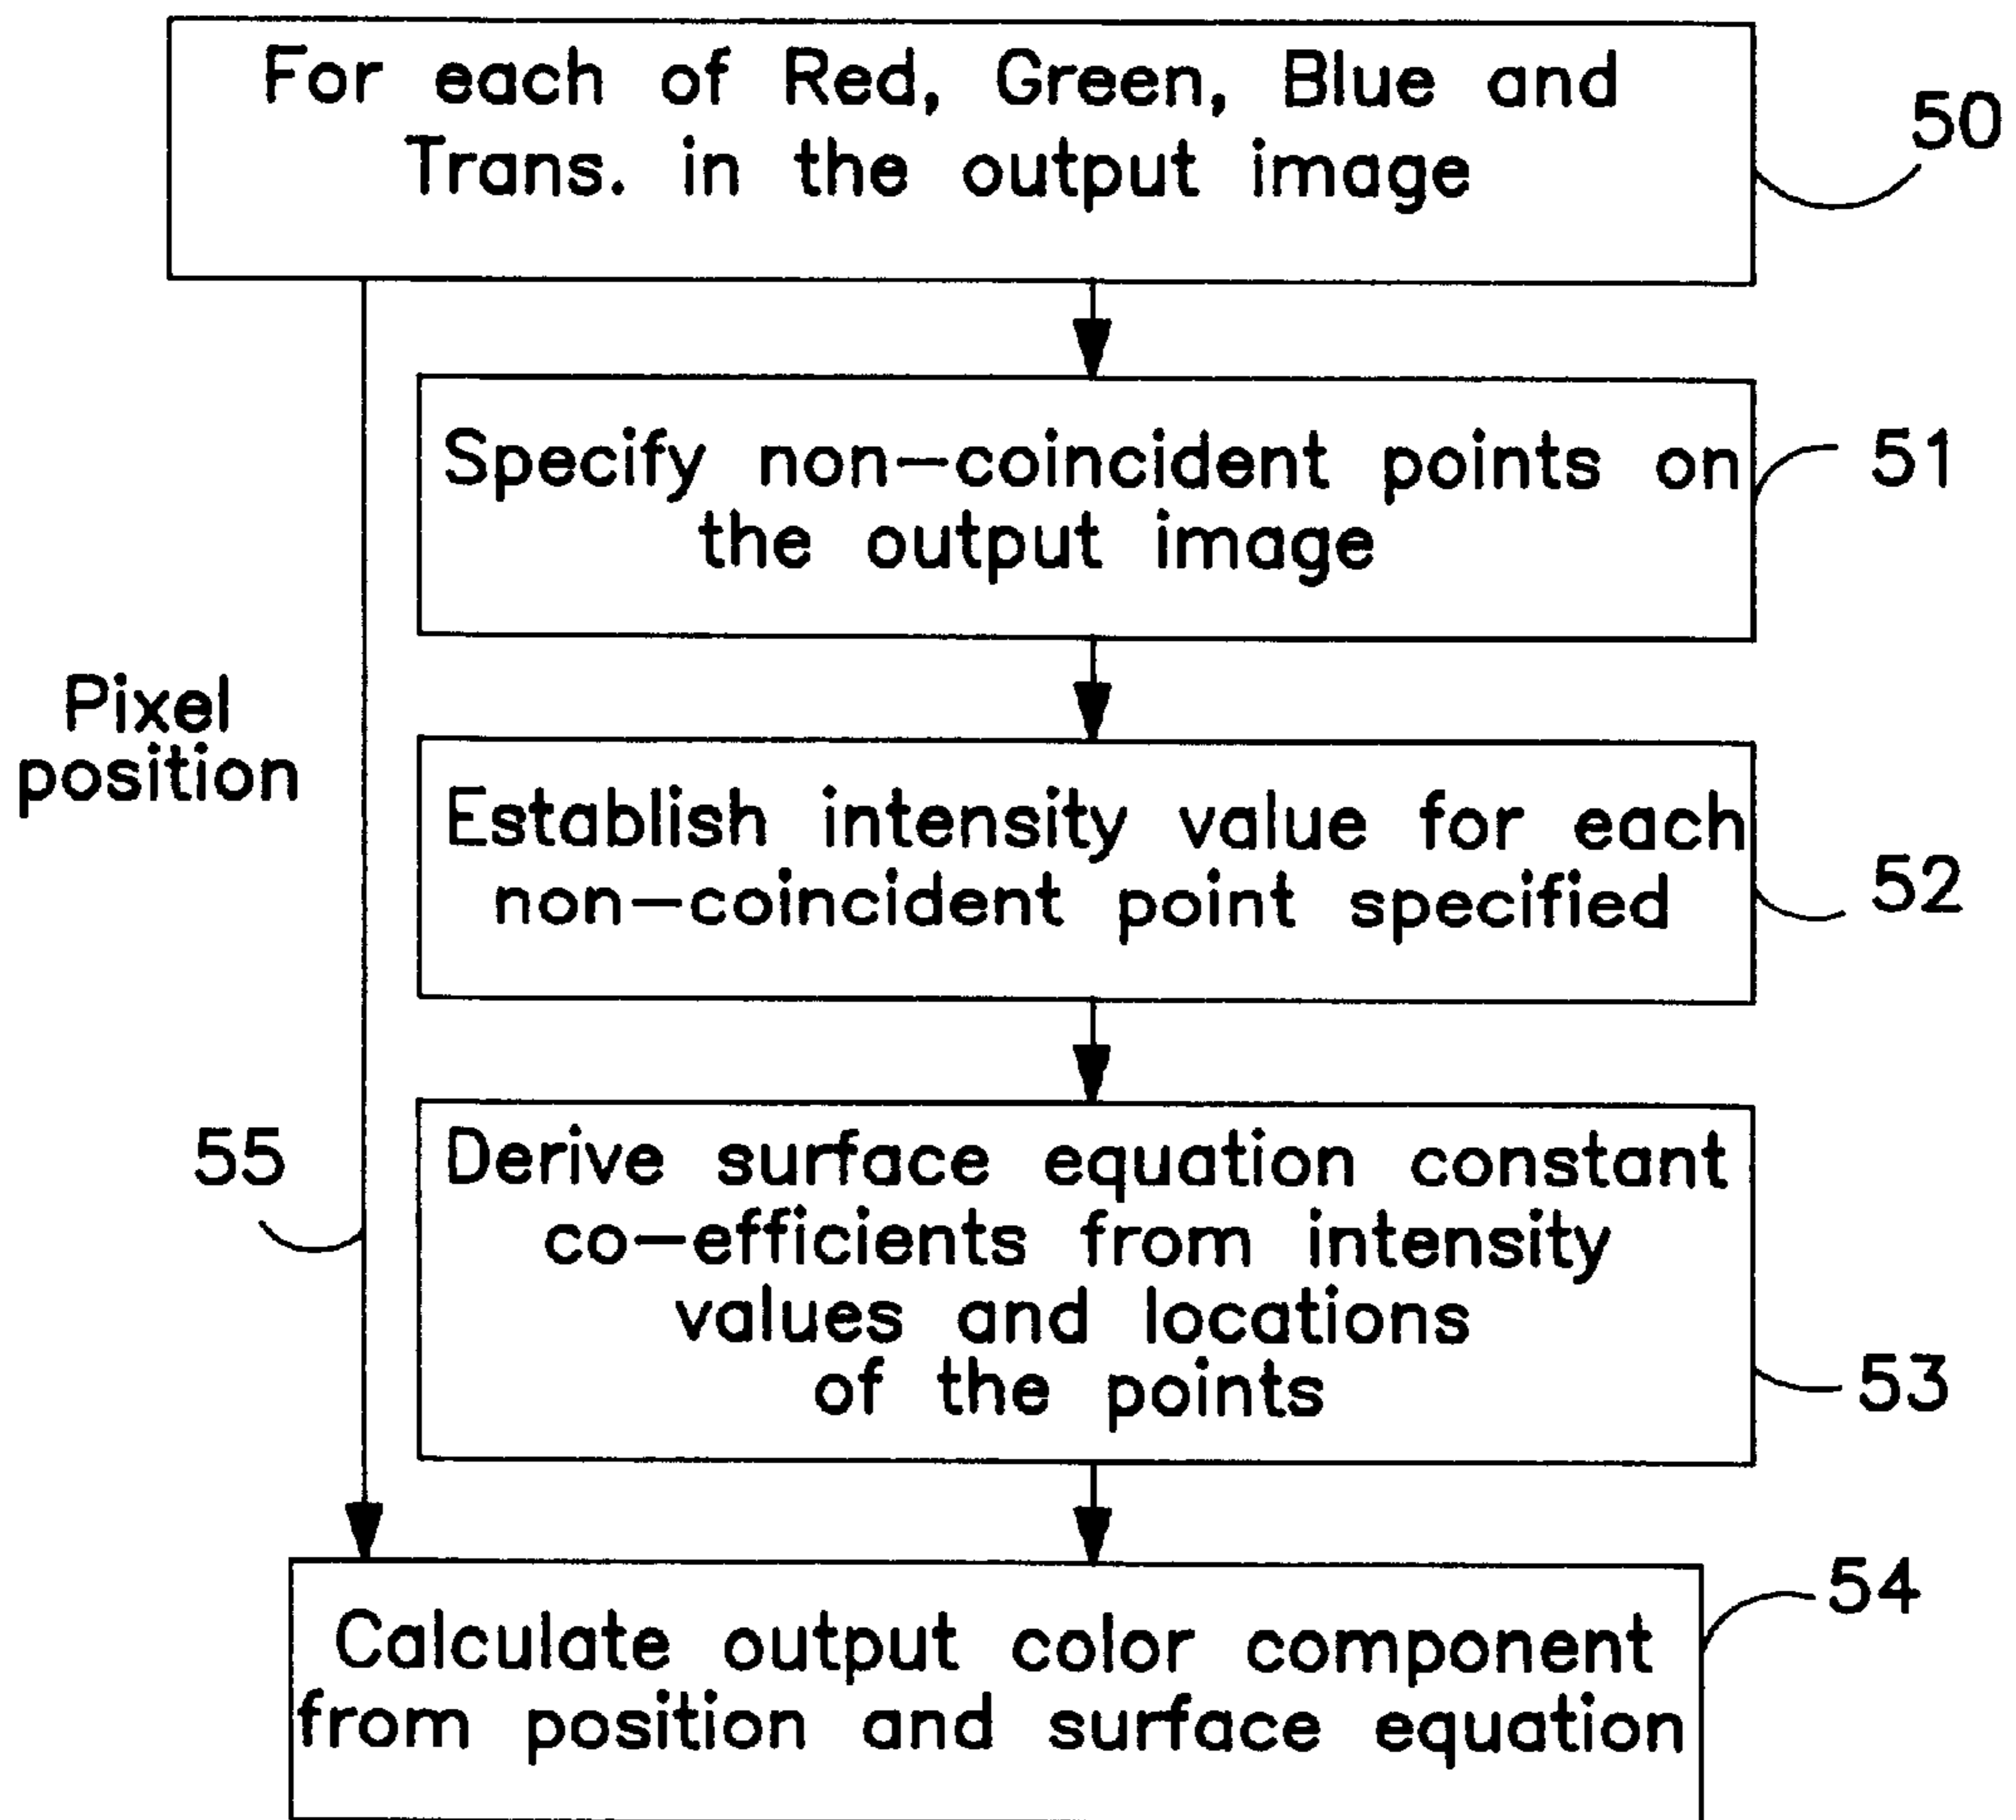 For each of Red, Green, Blue and
Trans. in the output image
50
Specify non-coincident points on
the output image
51
Pixel
position
Establish intensity value for each
non-coincident point specified
52
Derive surface equation constant
co-efficients from intensity
values and locations
of the points
53
55
Calculate output color component
from position and surface equation
54